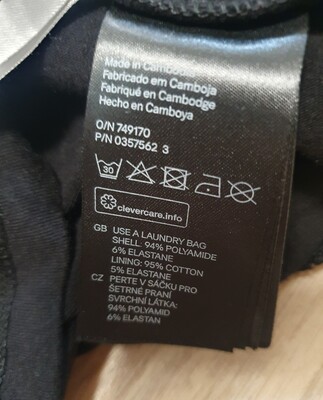 Made in Cambo
Fabricado em Camboja
Fabriqué en Cambodge
Hecho en Camboya
O/N 749170
P/N 0357562 3
30
clevercare.info
GB USE A LAUNDRY BAG
SHELL: 94% POLYAMIDE
6% ELASTANE
LINING: 95% COTTON
5% ELASTANE
CZ PERTE V SÁČKU PRO
ŠETRNÉ PRANÍ
SVRCHNÍ LÁTKA:
94% POLYAMID
6% ELASTAN